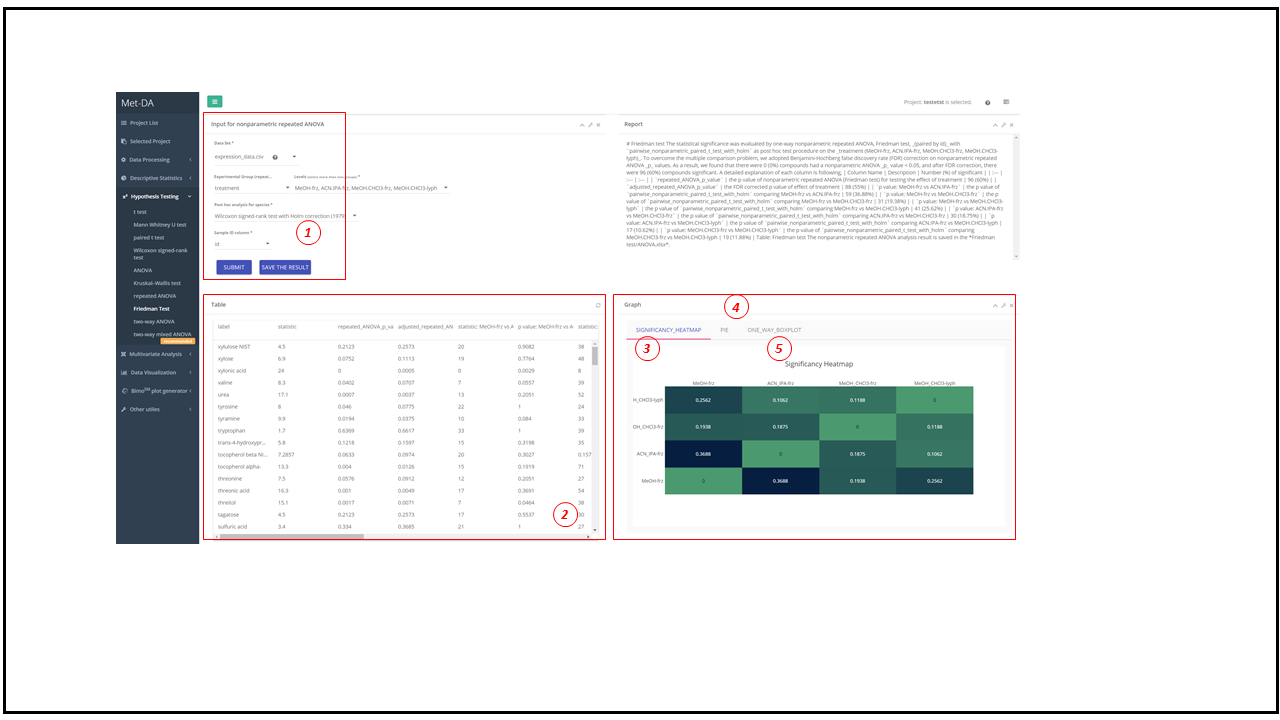 Met-DA
Project List
Selected Project
Data Processing
Descriptive Statistics
Hypothesis Testing
t test
Mann Whitney U test
paired t test
Wilcoxon signed-rank
test
ANOVA
Kruskal-Wallis test
repeated ANOVA
Friedman Test
two-way ANOVA
two-way mixed ANOVA
Multivariate Analysis
Data Visualization
BimoSM plot generator
Other utilies
Project: testetst is selected.
Input for nonparametric repeated ANOVA
Data Set *
expression_data.csv
Experimental Group (repeat...
treatment
MeOH-frz, ACN.IPA-frz, MeOH.CHCl3-frz, MeOH.CHCl3-typh
Post hoc analysis for species *
Wilcoxon signed-rank test with Holm correction (1979)
Sample ID column *
id
1
SUBMIT SAVE THE RESULT
Report
# Friedman test The statistical significance was evaluated by one-way nonparametric repeated ANOVA, Friedman test, _(paired by id)_ with
`pairwise_nonparametric_paired_t_test_with_holm` as post hoc test procedure on the _treatment (MeOH-frz, ACN.IPA-frz, MeOH.CHCl3-frz, MeOH.CHCl3-
typh)_. To overcome the multiple comparison problem, we adopted Benjamini-Hochberg false discovery rate (FDR) correction on nonparametric repeated
ANOVA _p_ values. As a result, we found that there were 0 (0%) compounds had a nonparametric ANOVA _p_ value < 0.05, and after FDR correction, there
were 96 (60%) compounds significant. A detailed explanation of each column is following, | Column Name | Description | Number (%) of significant | | :--- |
:--- | :--- | | `repeated_ANOVA_p_value` | the p value of nonparametric repeated ANOVA (Friedman test) for testing the effect of treatment | 96 (60%) | |
`adjusted_repeated_p_value` | the FDR corrected p value of effect of treatment | 88 (55%) | | `p value: MeOH-frz vs ACN.IPA-frz` | the p value of
`pairwise_nonparametric_paired_t_test_with_holm` comparing MeOH-frz vs ACN.IPA-frz | 59 (36.88%) | | `p value: MeOH-frz vs MeOH.CHCl3-frz` | the p
value of `pairwise_nonparametric_paired_t_test_with_holm` comparing MeOH-frz vs MeOH.CHCl3-frz | 31 (19.38%) | | `p value: MeOH-frz vs
MeOH.CHCl3-typh` | the p value of `pairwise_nonparametric_paired_t_test_with_holm` comparing MeOH-frz vs MeOH.CHCl3-typh | 41 (25.62%) | | `p value: ACN.IPA-frz
vs MeOH.CHCl3-frz` | the p value of `pairwise_nonparametric_paired_t_test_with_holm` comparing ACN.IPA-frz vs MeOH.CHCl3-frz | 30 (18.75%) | | `p
value: ACN.IPA-frz vs MeOH.CHCl3-typh` | the p value of `pairwise_nonparametric_paired_t_test_with_holm` comparing ACN.IPA-frz vs MeOH.CHCl3-typh |
17 (10.62%) | | `p value: MeOH.CHCl3-frz vs MeOH.CHCl3-typh` | the p value of `pairwise_nonparametric_paired_t_test_with_holm` comparing
MeOH.CHCl3-frz vs MeOH.CHCl3-typh | 19 (11.88%) | Table: Friedman test The nonparametric repeated ANOVA analysis result is saved in the *Friedman
test/ANOVA.xlsx*.
Table
label statistic repeated_ANOVA_p_va adjusted_repeated_AN statistic: MeOH-frz vs A p value: MeOH-frz vs A statistic:
xylulose NIST 4.5 0.2123 0.2573 20 0.9082 38
xylose 6.9 0.0752 0.1113 19 0.7764 48
xylonic acid 24 0 0.0005 0 0.0029 8
valine 8.3 0.0402 0.0707 7 0.0557 39
urea 17.1 0.0007 0.0037 13 0.2051 52
tyrosine 8 0.046 0.0775 22 1 24
tyramine 9.9 0.0194 0.0375 10 0.084 33
tryptophan 1.7 0.6369 0.6617 33 1 39
trans-4-hydroxypr... 5.8 0.1218 0.1597 15 0.3198 35
tocopherol beta NI... 7.2857 0.0633 0.0974 20 0.3027 0.157
tocopherol alpha- 13.3 0.004 0.0126 15 0.1919 71
threonine 7.5 0.0576 0.0912 12 0.2051 27
threonic acid 16.3 0.001 0.0049 17 0.3691 54
threitol 15.1 0.0017 0.0071 7 0.0464 38
tagatose 4.5 0.2123 0.2573 17 0.5537 30
sulfuric acid 3.4 0.334 0.3685 21 1 27
2
Graph
4
SIGNIFICANCY_HEATMAP PIE ONE_WAY_BOXPLOT
3 5
Significancy Heatmap
MeOH-frz ACN_IPA-frz MeOH_CHCl3-frz MeOH_CHCl3-typh
H_CHCl3-typh 0.2562 0.1062 0.1188 0
OH_CHCl3-frz 0.1938 0.1875 0 0.1188
ACN_IPA-frz 0.3688 0 0.1875 0.1062
MeOH-frz 0 0.3688 0.1938 0.2562